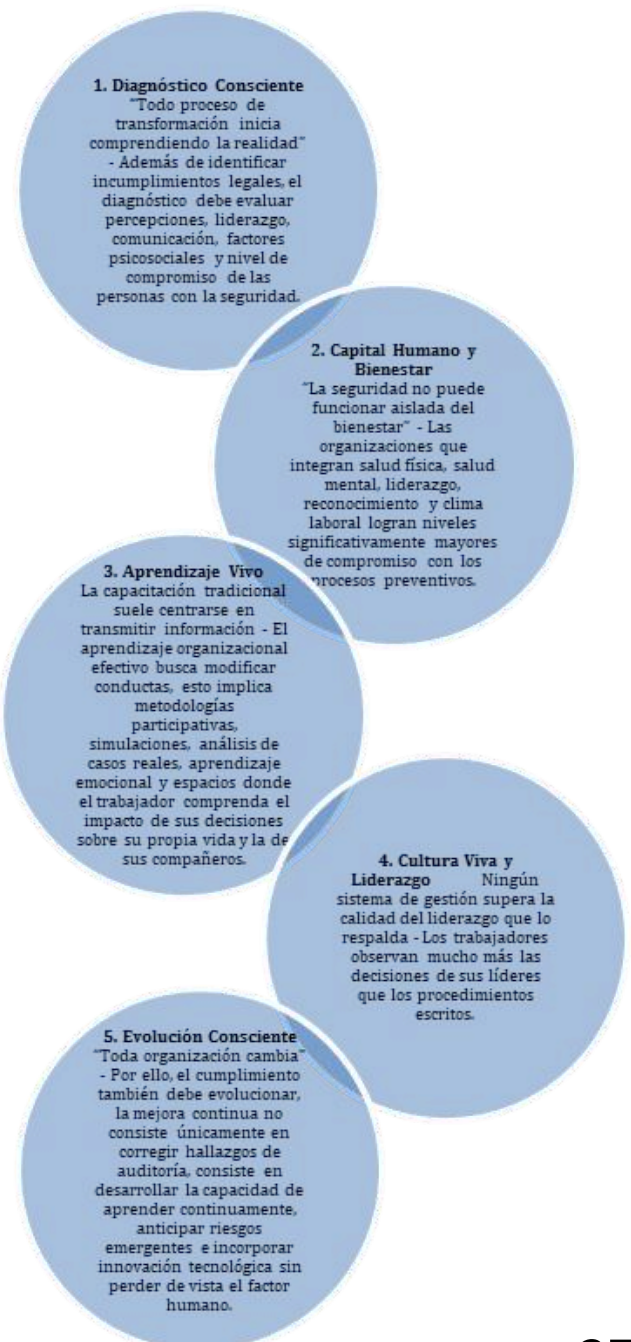 1. Diagnóstico Consciente
"Todo proceso de
transformación inicia
comprendiendo la realidad"
- Además de identificar
incumplimientos legales, el
diagnóstico debe evaluar
percepciones, liderazgo,
comunicación, factores
psicosociales y nivel de
compromiso de las
personas con la seguridad.
2. Capital Humano y
Bienestar
"La seguridad no puede
funcionar aislada del
bienestar" - Las
organizaciones que
integran salud física, salud
mental, liderazgo,
reconocimiento y clima
laboral logran niveles
significativamente mayores
de compromiso con los
procesos preventivos.
3. Aprendizaje Vivo
La capacitación tradicional
suele centrarse en
transmitir información - El
aprendizaje organizacional
efectivo busca modificar
conductas, esto implica
metodologías
participativas,
simulaciones, análisis de
casos reales, aprendizaje
emocional y espacios donde
el trabajador comprenda el
impacto de sus decisiones
sobre su propia vida y la de
sus compañeros.
4. Cultura Viva y
Liderazgo Ningún
sistema de gestión supera la
calidad del liderazgo que lo
respalda - Los trabajadores
observan mucho más las
decisiones de sus líderes
que los procedimientos
escritos.
5. Evolución Consciente
"Toda organización cambia"
- Por ello, el cumplimiento
también debe evolucionar,
la mejora continua no
consiste únicamente en
corregir hallazgos de
auditoría, consiste en
desarrollar la capacidad de
aprender continuamente,
anticipar riesgos
emergentes e incorporar
innovación tecnológica sin
perder de vista el factor
humano.